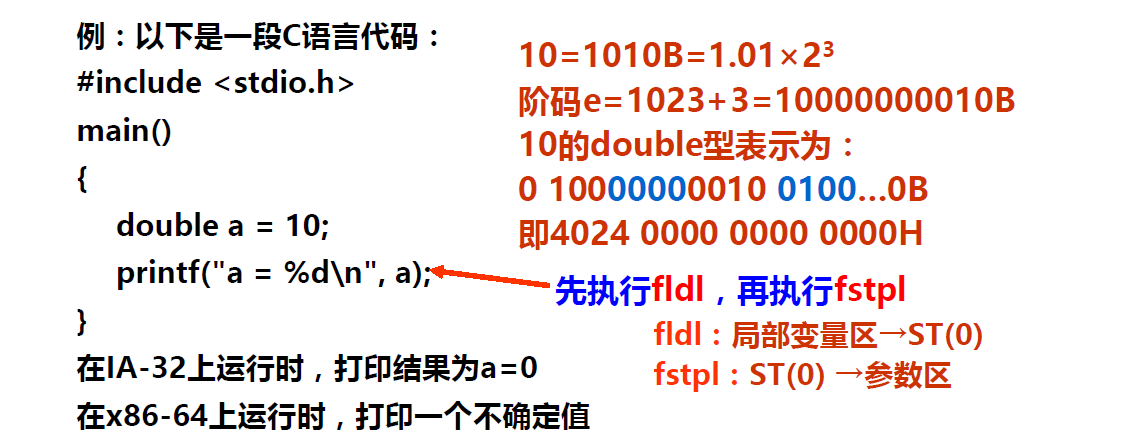 例：以下是一段C语言代码：
#include <stdio.h>
main()
{
double a = 10;
printf("a = %d\n", a);
}
在IA-32上运行时，打印结果为a=0
在x86-64上运行时，打印一个不确定值
10=1010B=1.01×2³
阶码e=1023+3=10000000010B
10的double型表示为：
0 10000000010 0100...0B
即4024 0000 0000 0000H
先执行fldl，再执行fstpl
fldl：局部变量区→ST(0)
fstpl：ST(0) →参数区